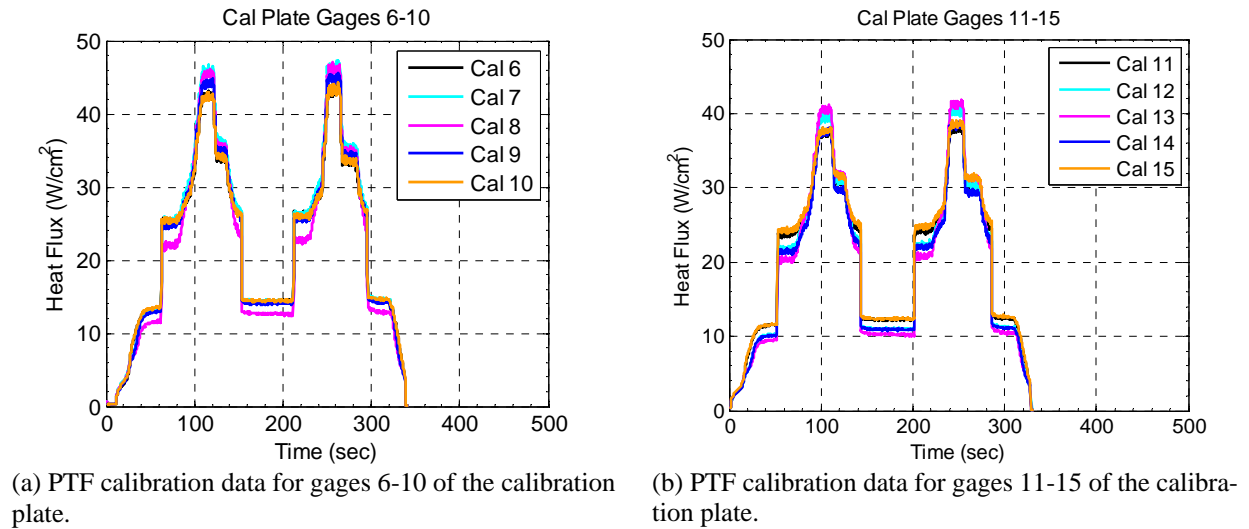 Cal Plate Gages 6-10
50
40
30
20
10
0
Heat Flux (W/cm²)
Cal 6
Cal 7
Cal 8
Cal 9
Cal 10
0 100 200 300 400 500
Time (sec)
(a) PTF calibration data for gages 6-10 of the calibration
plate.
Cal Plate Gages 11-15
50
40
30
20
10
0
Heat Flux (W/cm²)
Cal 11
Cal 12
Cal 13
Cal 14
Cal 15
0 100 200 300 400 500
Time (sec)
(b) PTF calibration data for gages 11-15 of the calibra-
tion plate.